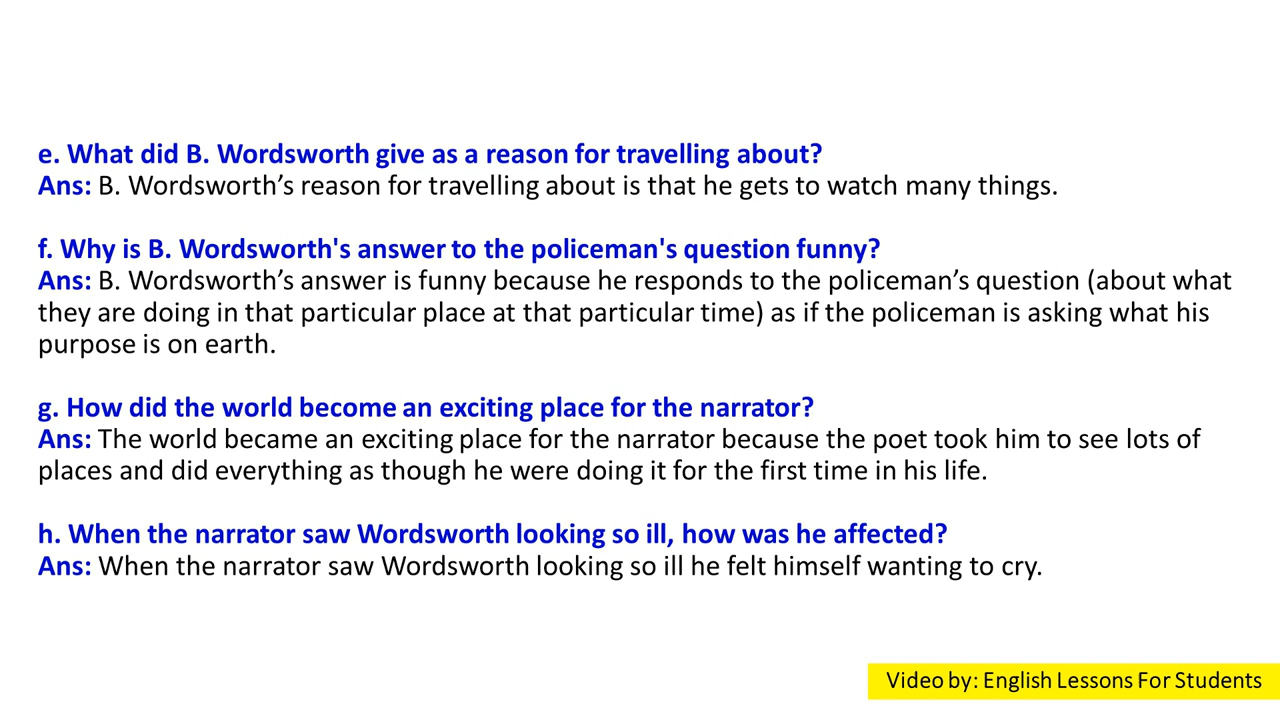 e. What did B. Wordsworth give as a reason for travelling about?
Ans: B. Wordsworth’s reason for travelling about is that he gets to watch many things.
f. Why is B. Wordsworth's answer to the policeman's question funny?
Ans: B. Wordsworth’s answer is funny because he responds to the policeman’s question (about what
they are doing in that particular place at that particular time) as if the policeman is asking what his
purpose is on earth.
g. How did the world become an exciting place for the narrator?
Ans: The world became an exciting place for the narrator because the poet took him to see lots of
places and did everything as though he were doing it for the first time in his life.
h. When the narrator saw Wordsworth looking so ill, how was he affected?
Ans: When the narrator saw Wordsworth looking so ill he felt himself wanting to cry.
Video by: English Lessons For Students